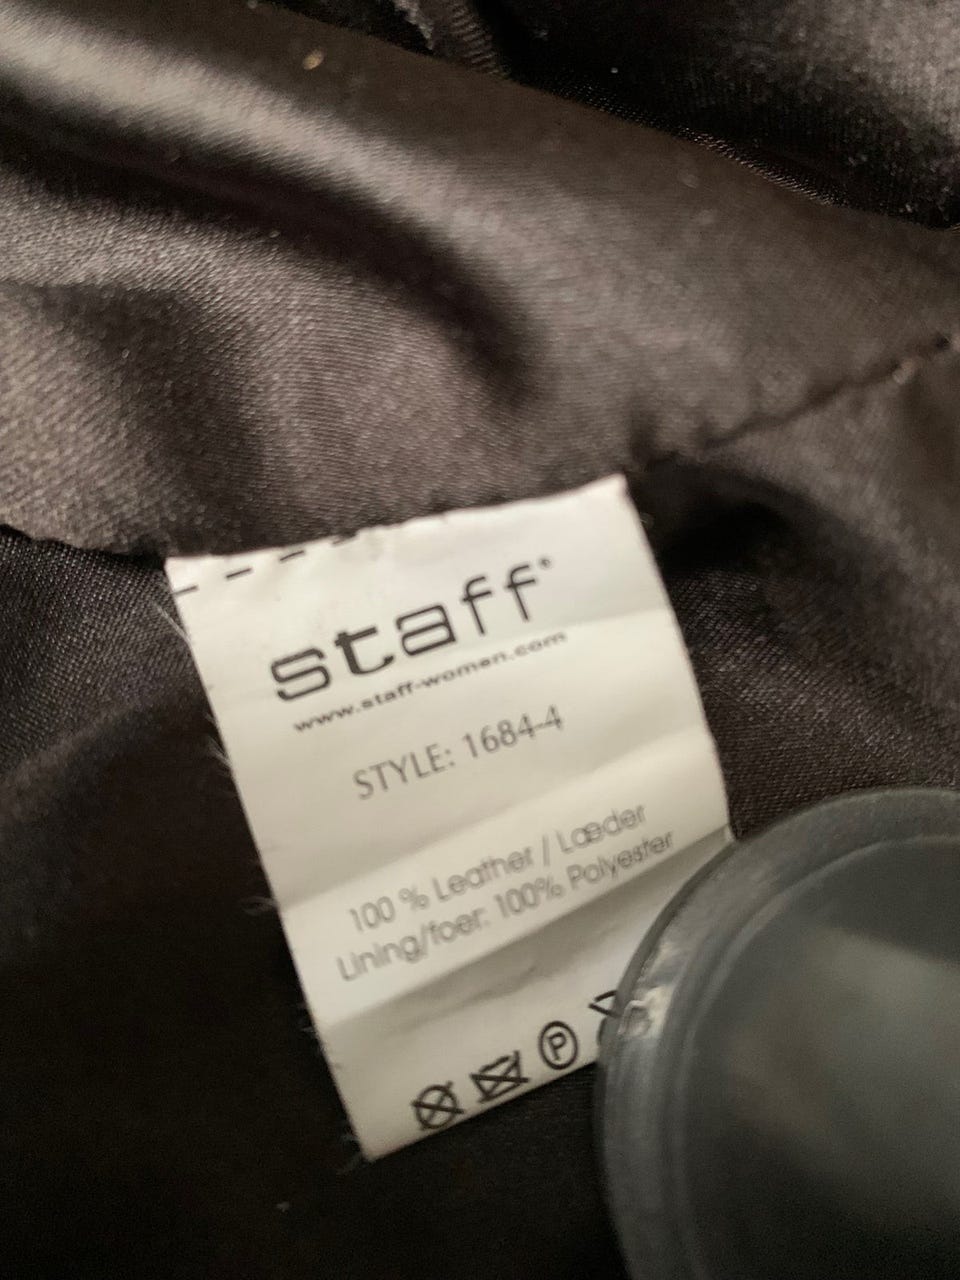 staff®
www.staff-women.com
STYLE: 1684-4
100 % Leather / Læder
Lining/foer: 100% Polyester
P